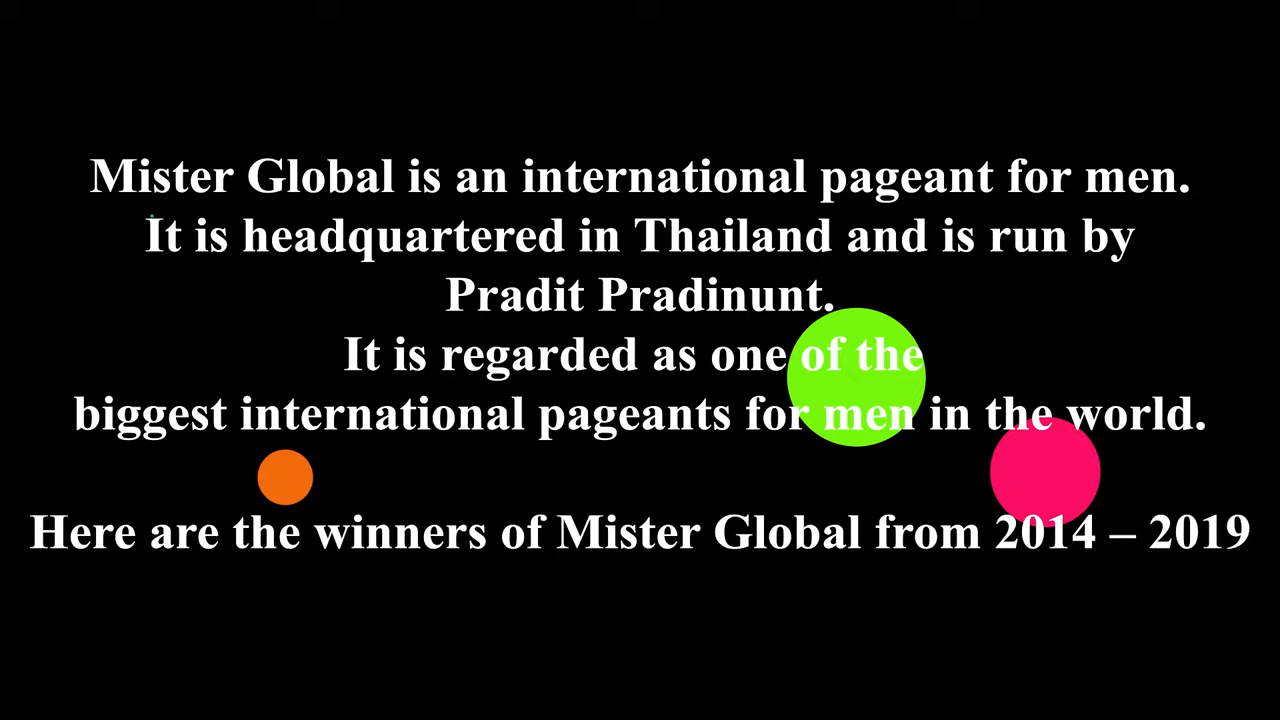 Mister Global is an international pageant for men.
It is headquartered in Thailand and is run by
Pradit Pradinunt.
It is regarded as one of the
biggest international pageants for men in the world.
Here are the winners of Mister Global from 2014 – 2019